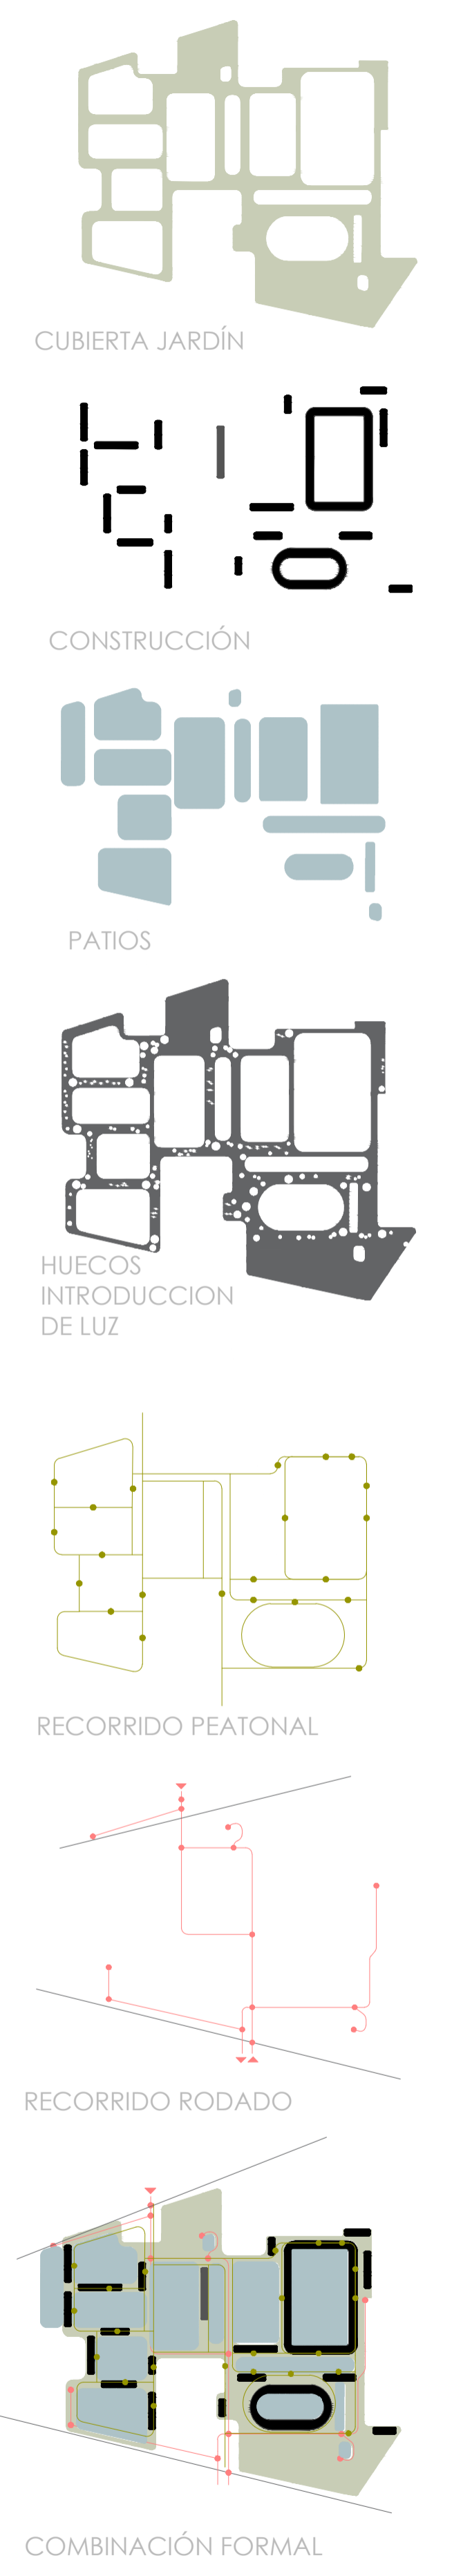 CUBIERTA JARDÍN
CONSTRUCCIÓN
PATIOS
HUECOS
INTRODUCCION
DE LUZ
RECORRIDO PEATONAL
RECORRIDO RODADO
COMBINACIÓN FORMAL